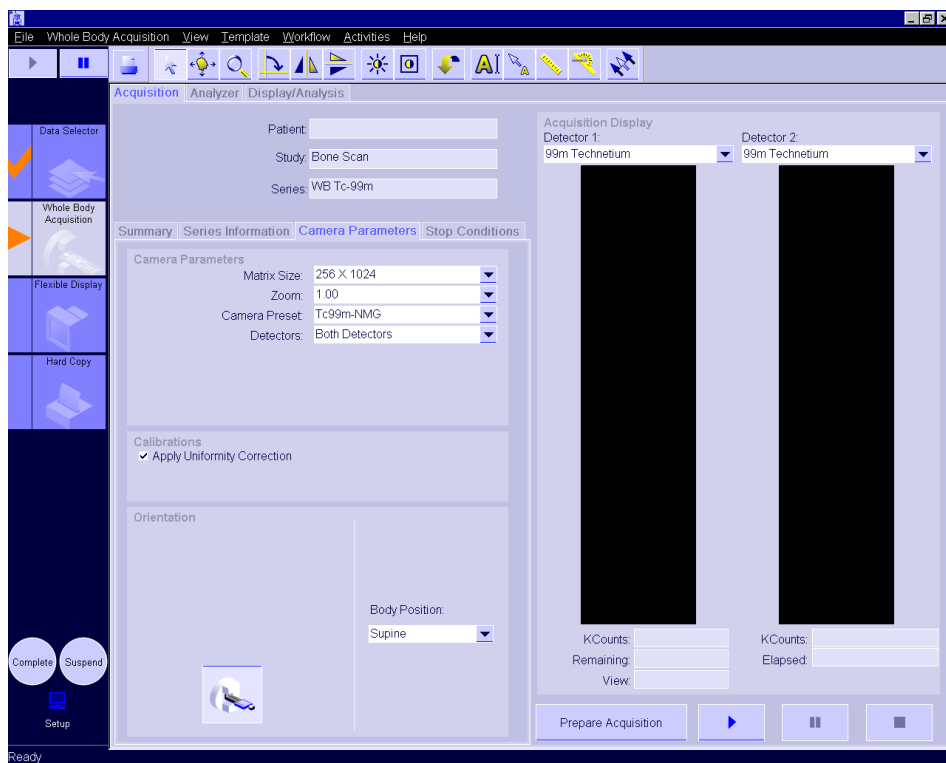 File Whole Body Acquisition View Template Workflow Activities Help
Acquisition Analyzer Display/Analysis
Data Selector
Whole Body
Acquisition
Flexible Display
Hard Copy
Complete Suspend
Setup
Ready
Patient:
Study: Bone Scan
Series: WB Tc-99m
Summary Series Information Camera Parameters Stop Conditions
Camera Parameters
Matrix Size: 256 X 1024
Zoom: 1.00
Camera Preset: Tc99m-NMG
Detectors: Both Detectors
Calibrations
Apply Uniformity Correction
Orientation
Body Position:
Supine
Acquisition Display
Detector 1: Detector 2:
99m Technetium 99m Technetium
KCounts: KCounts:
Remaining: Elapsed:
View:
Prepare Acquisition